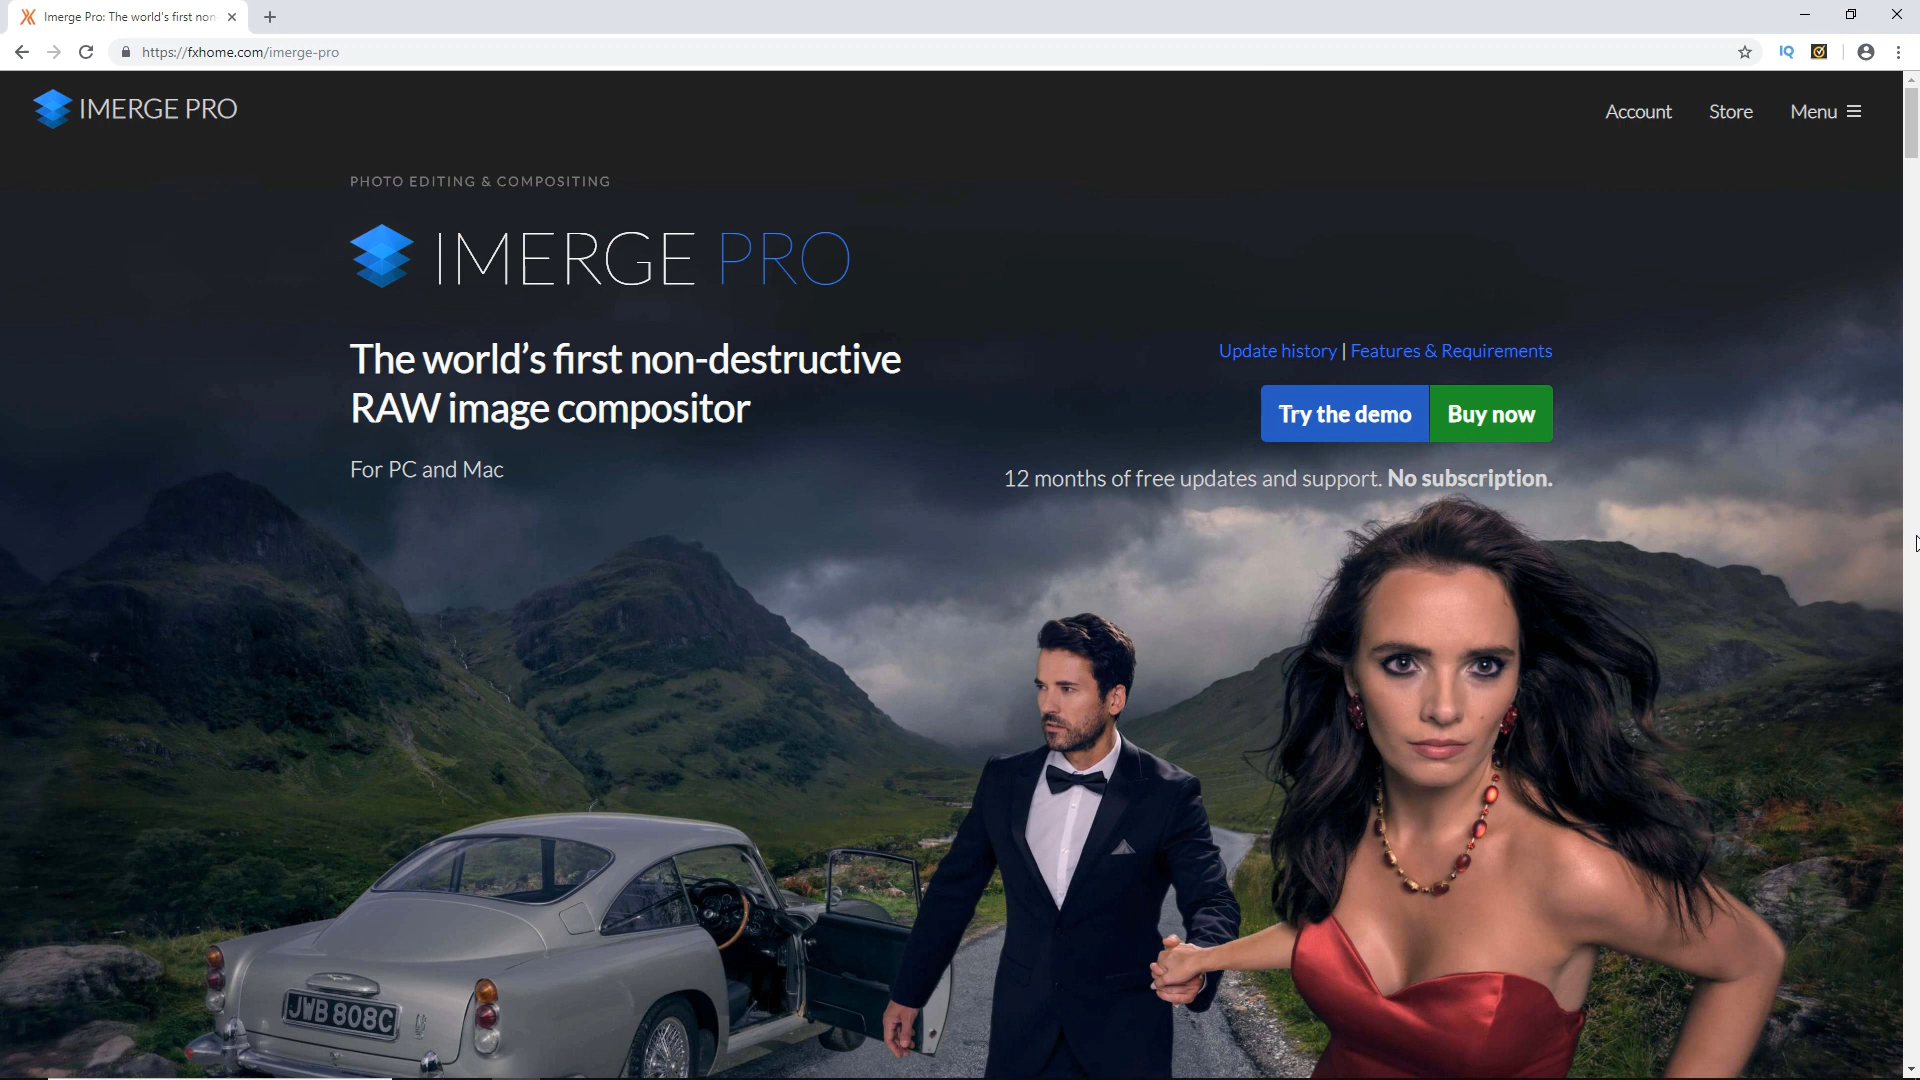 Imerge Pro: The world's first non
https://fxhome.com/imerge-pro
IQ
IMERGE PRO
Account Store Menu
PHOTO EDITING & COMPOSITING
IMERGE PRO
The world's first non-destructive
RAW image compositor
Update history | Features & Requirements
Try the demo Buy now
For PC and Mac
12 months of free updates and support. No subscription.
JWB 808C